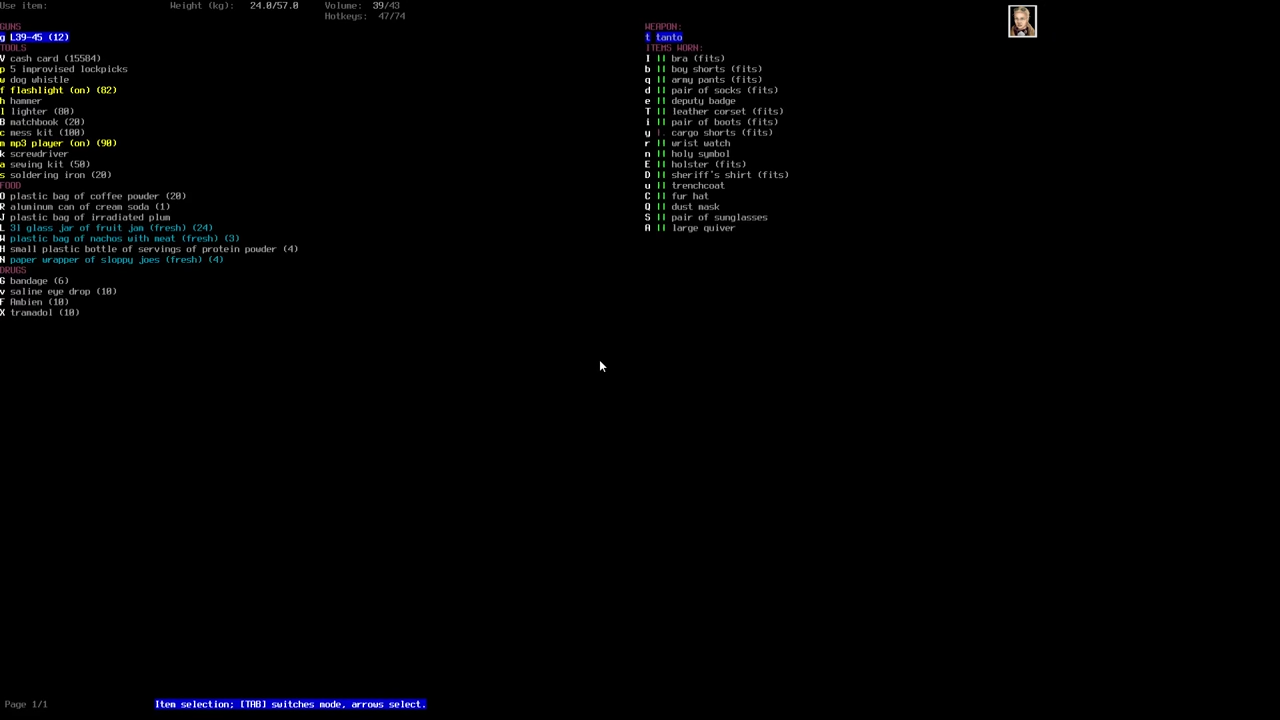 Use item: Weight (kg): 24.0/57.0 Volume: 39/43
Hotkeys: 47/74
GUNS
g L39-45 (12)
TOOLS
V cash card (15584)
p 5 improvised lockpicks
w dog whistle
f flashlight (on) (82)
h hammer
l lighter (80)
B matchbook (20)
c mess kit (100)
m mp3 player (on) (90)
k screwdriver
a sewing kit (50)
s soldering iron (20)
FOOD
O plastic bag of coffee powder (20)
R aluminum can of cream soda (1)
J plastic bag of irradiated plum
L 3l glass jar of fruit jam (fresh) (24)
W plastic bag of nachos with meat (fresh) (3)
H small plastic bottle of servings of protein powder (4)
N paper wrapper of sloppy joes (fresh) (4)
DRUGS
G bandage (6)
v saline eye drop (10)
F Ambien (10)
X tramadol (10)
WEAPON:
t tanto
ITEMS WORN:
I || bra (fits)
b || boy shorts (fits)
q || army pants (fits)
d || pair of socks (fits)
e || deputy badge
T || leather corset (fits)
i || pair of boots (fits)
y |. cargo shorts (fits)
r || wrist watch
n || holy symbol
E || holster (fits)
D || sheriff's shirt (fits)
u || trenchcoat
C || fur hat
Q || dust mask
S || pair of sunglasses
A || large quiver
Page 1/1 Item selection; [TAB] switches mode, arrows select.